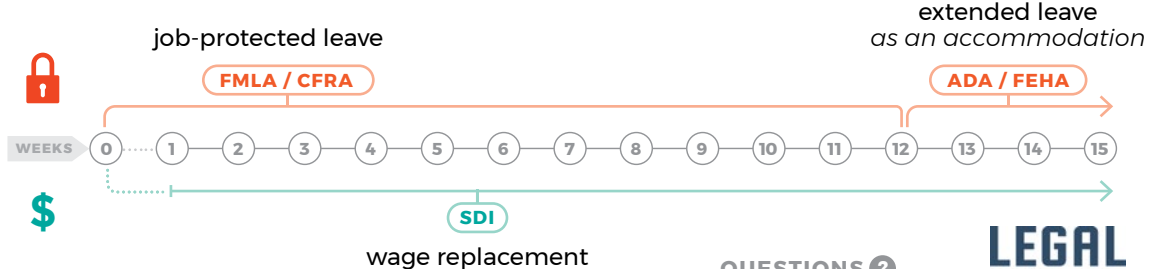 extended leave
job-protected leave
as an accommodation
FMLA / CFRA
ADA / FEHA
WEEKS 0 1 2 3 4 5 6 7 8 9 10 11 12 13 14 15
$
SDI
wage replacement
LEGAL
QUESTIONS ?